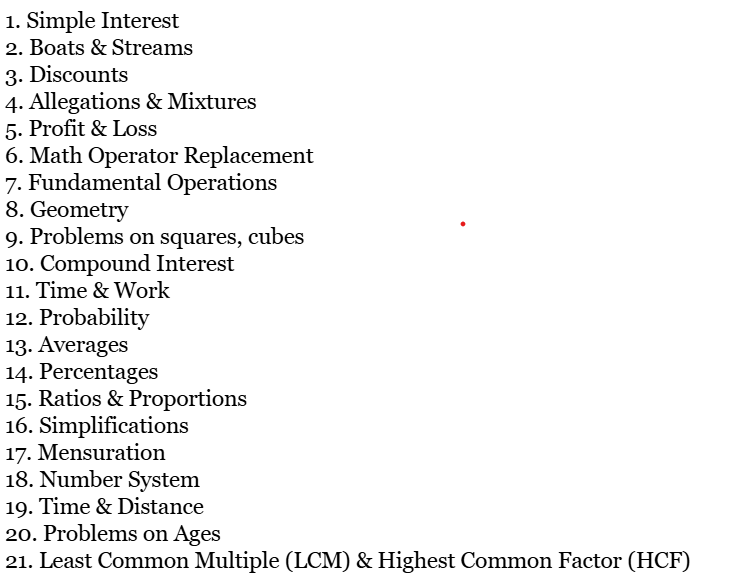 1. Simple Interest
2. Boats & Streams
3. Discounts
4. Allegations & Mixtures
5. Profit & Loss
6. Math Operator Replacement
7. Fundamental Operations
8. Geometry
9. Problems on squares, cubes
10. Compound Interest
11. Time & Work
12. Probability
13. Averages
14. Percentages
15. Ratios & Proportions
16. Simplifications
17. Mensuration
18. Number System
19. Time & Distance
20. Problems on Ages
21. Least Common Multiple (LCM) & Highest Common Factor (HCF)